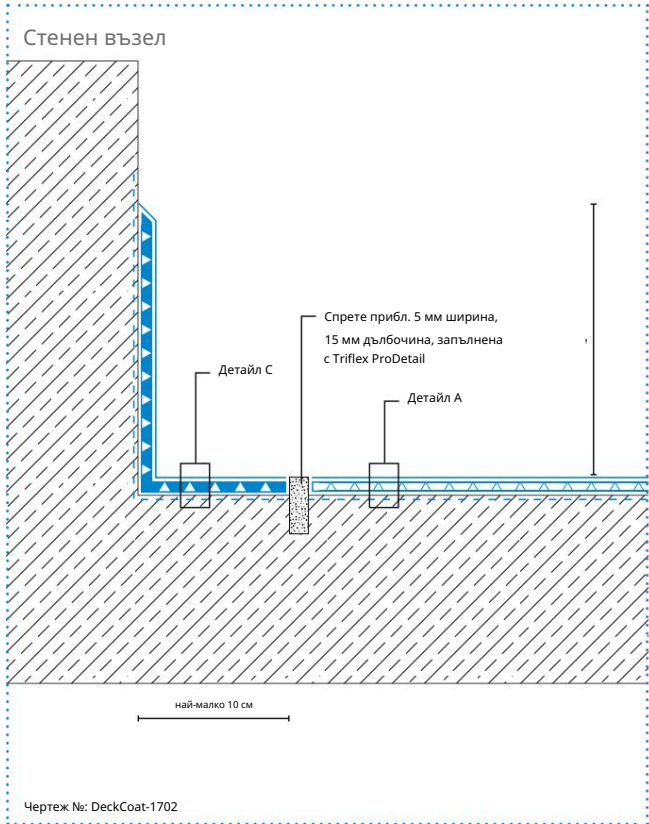 Стенен възел
Спрете прибл. 5 мм ширина,
15 мм дълбочина, запълнена
с Triflex ProDetail
Детайл C
Детайл A
най-малко 10 см
Чертеж №: DeckCoat-1702